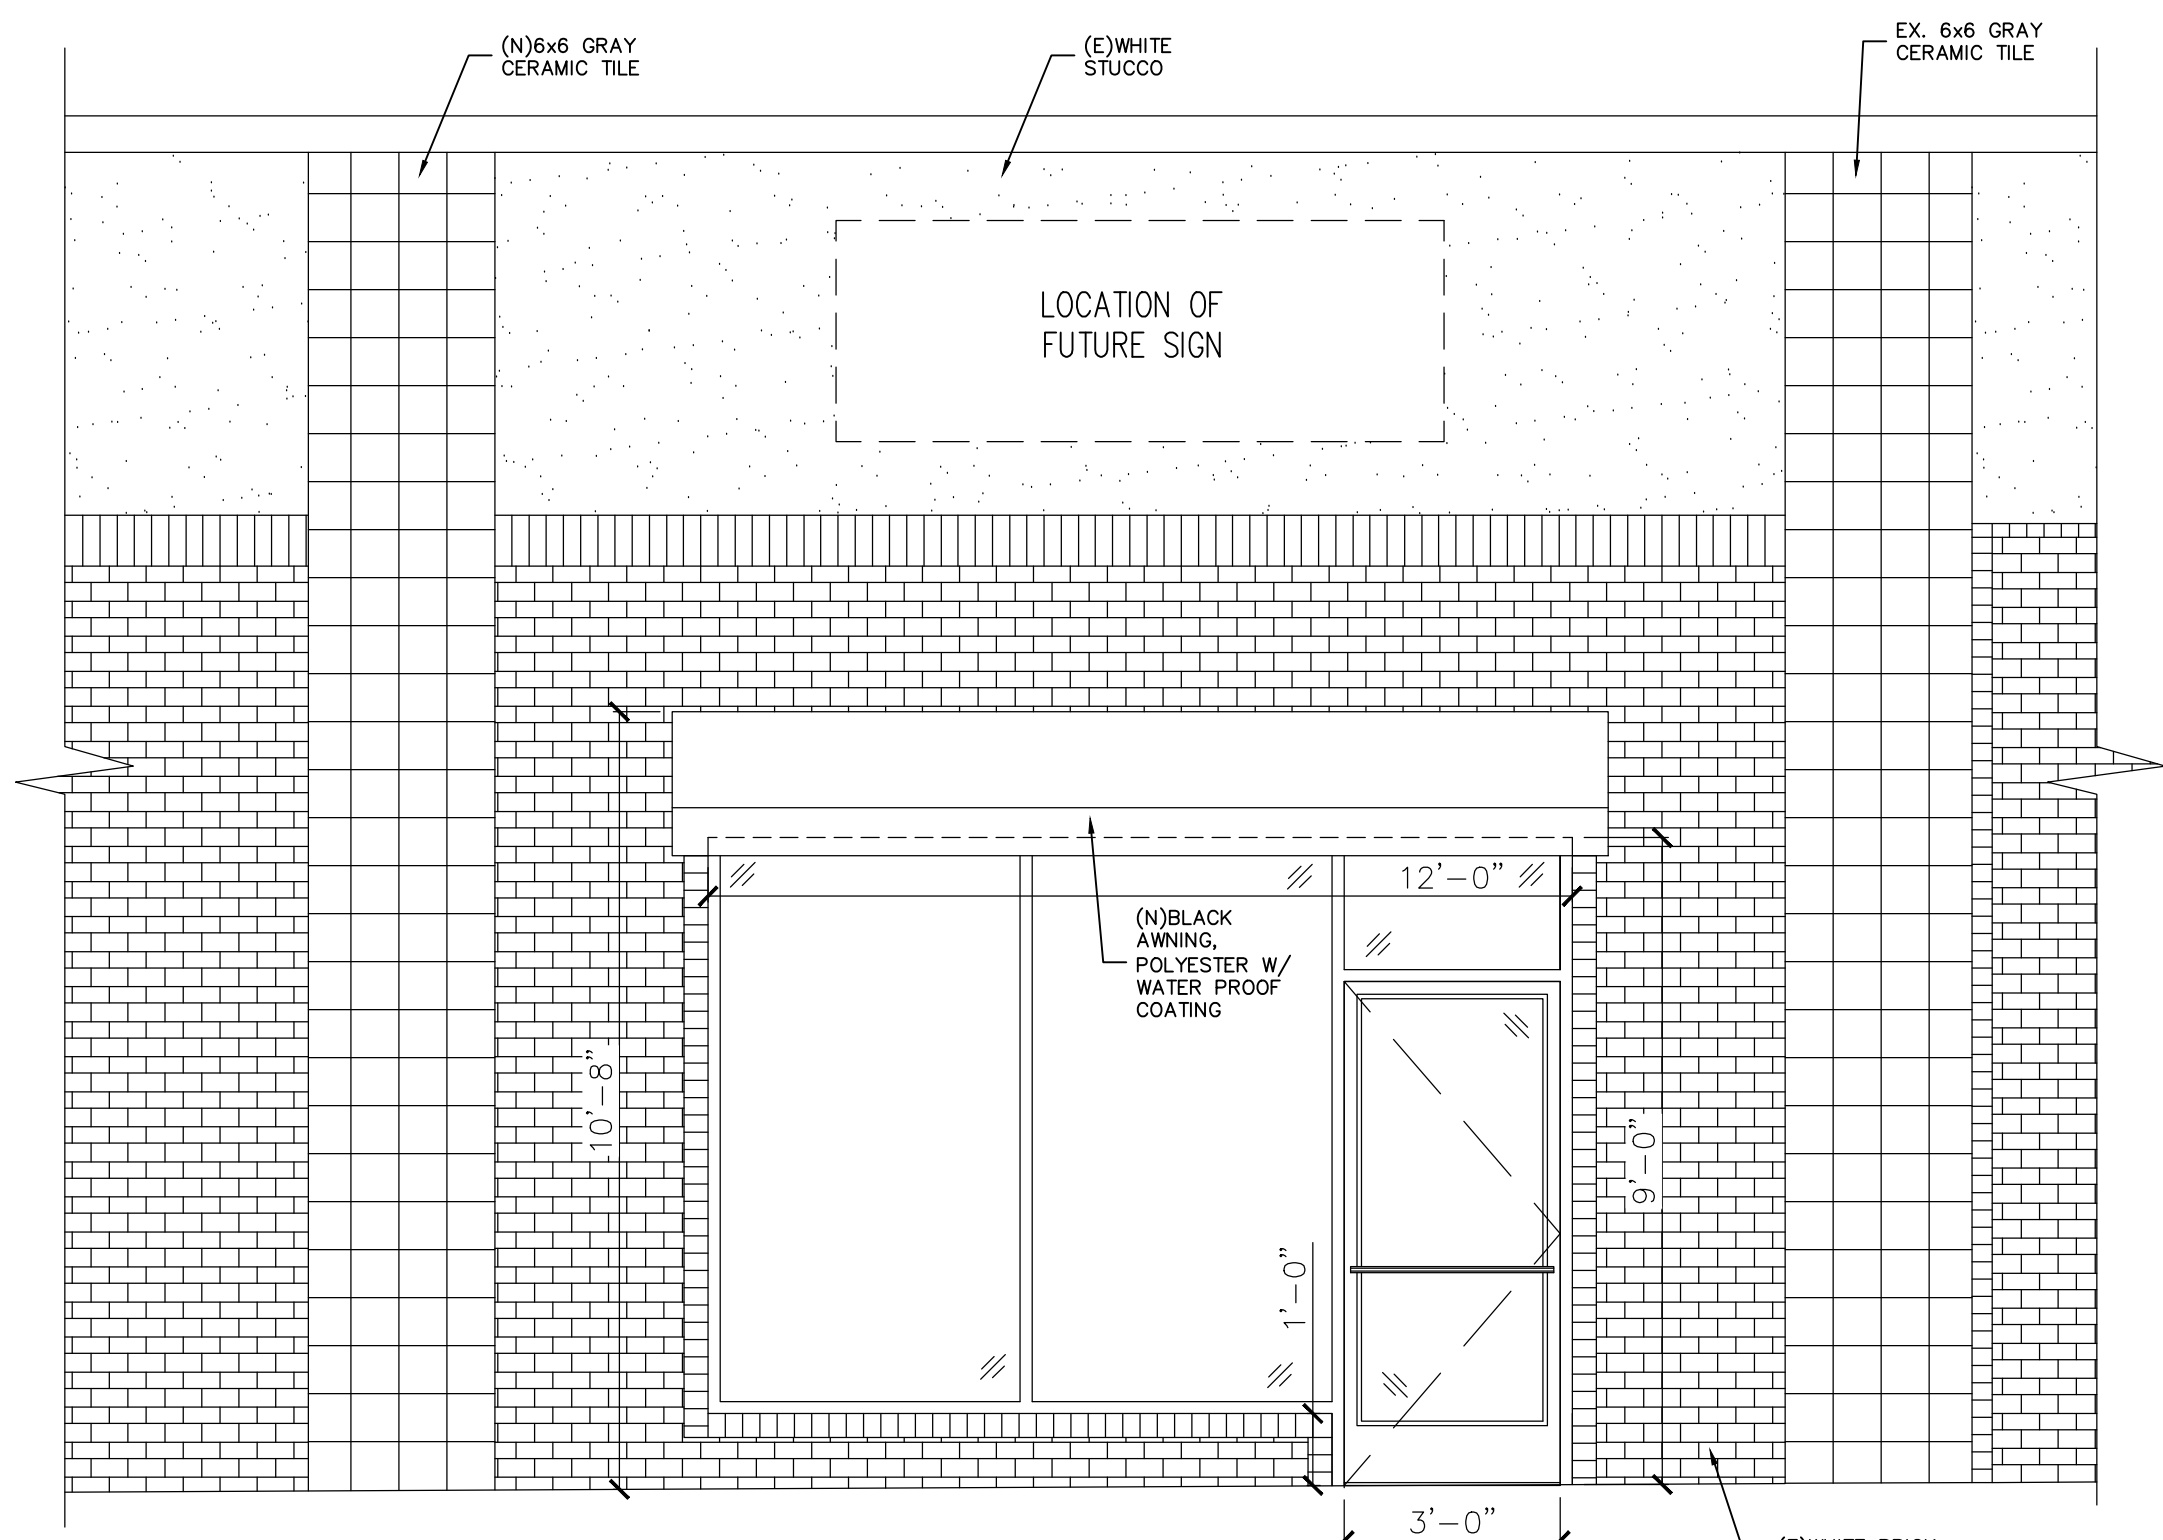 (N)6x6 GRAY
CERAMIC TILE
(E)WHITE
STUCCO
EX. 6x6 GRAY
CERAMIC TILE
LOCATION OF
FUTURE SIGN
12'-0"
(N)BLACK
AWNING,
POLYESTER W/
WATER PROOF
COATING
10'-8"
9'-0"
1'-0"
3'-0"